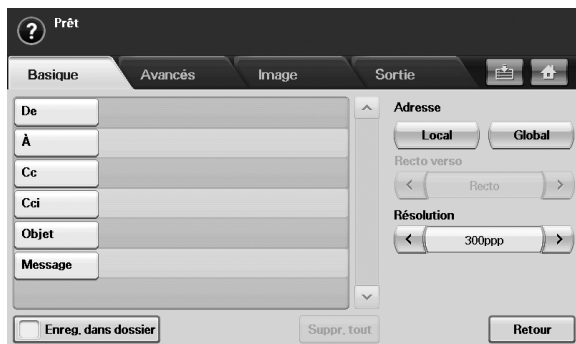 Prêt
Basique Avancés Image Sortie
De
À
Cc
Cci
Objet
Message
Adresse
Local Global
Recto verso
Recto
Résolution
300ppp
Enreg. dans dossier Suppr. tout Retour